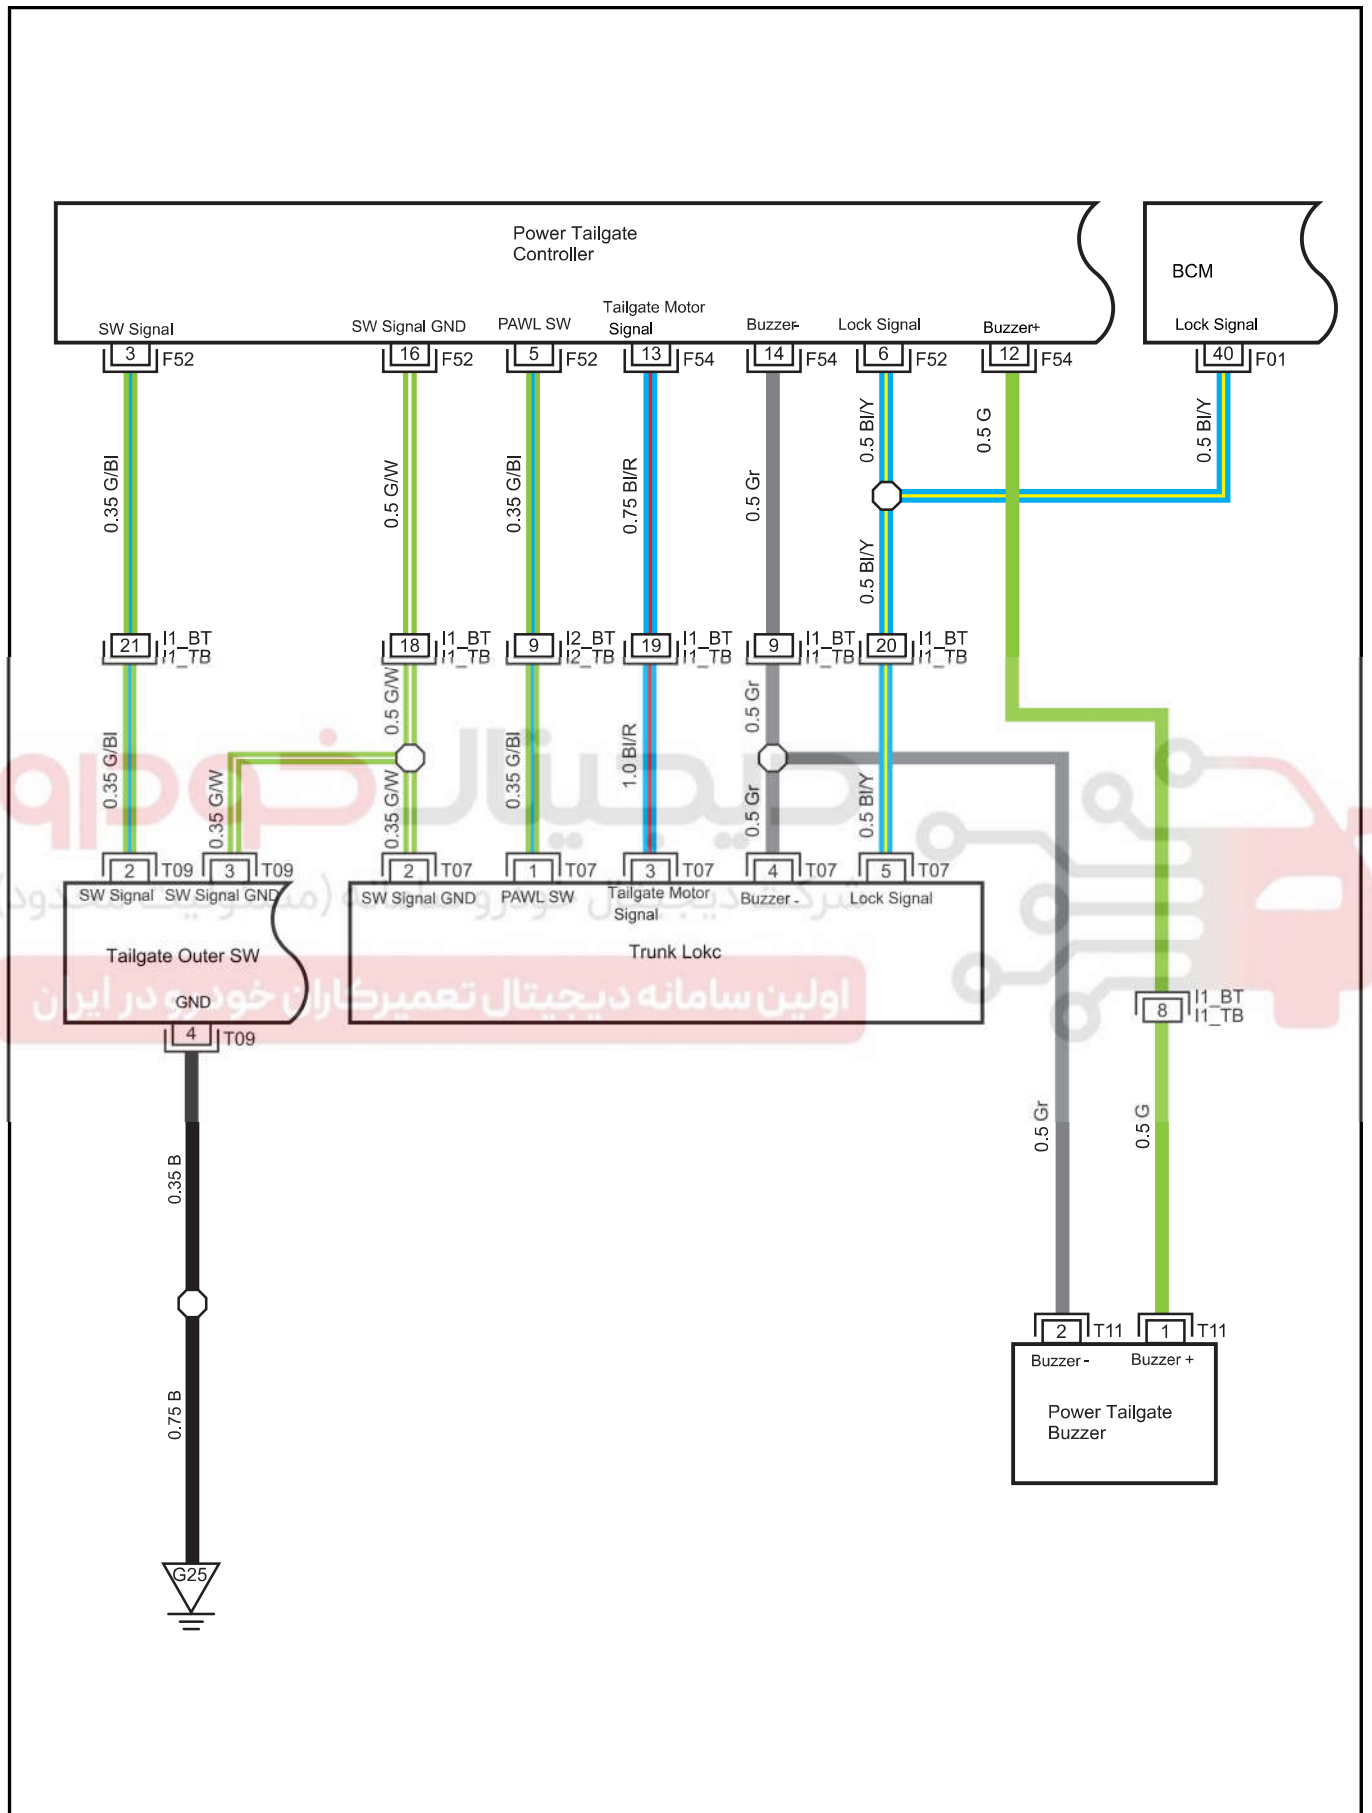 Power Tailgate
Controller
BCM
SW Signal
SW Signal GND
PAWL SW
Tailgate Motor
Signal
Buzzer-
Lock Signal
Buzzer+
Lock Signal
3 F52
16 F52
5 F52
13 F54
14 F54
6 F52
12 F54
40 F01
0.35 G/Bl
0.5 G/W
0.35 G/Bl
0.75 Bl/R
0.5 Gr
0.5 Bl/Y
0.5 G
0.5 Bl/Y
0.5 Bl/Y
21 I1_BT
I1_TB
18 I1_BT
I1_TB
9 I2_BT
I2_TB
19 I1_BT
I1_TB
9 I1_BT
I1_TB
20 I1_BT
I1_TB
0.5 G/W
0.5 Gr
0.35 G/Bl
0.35 G/W
0.35 G/W
0.35 G/Bl
1.0 Bl/R
0.5 Gr
0.5 Bl/Y
دیجیتال خودرو
2 T09
3 T09
2 T07
1 T07
3 T07
4 T07
5 T07
SW Signal
SW Signal GND
SW Signal GND
PAWL SW
Tailgate Motor
Signal
Buzzer -
Lock Signal
شرکت دیجیتال خودرو سامانه (مسئولیت محدود)
Tailgate Outer SW
Trunk Lokc
اولین سامانه دیجیتال تعمیرکاران خودرو در ایران
GND
4 T09
8 I1_BT
I1_TB
0.35 B
0.5 Gr
0.5 G
0.75 B
2 T11
1 T11
Buzzer -
Buzzer +
Power Tailgate
Buzzer
G25